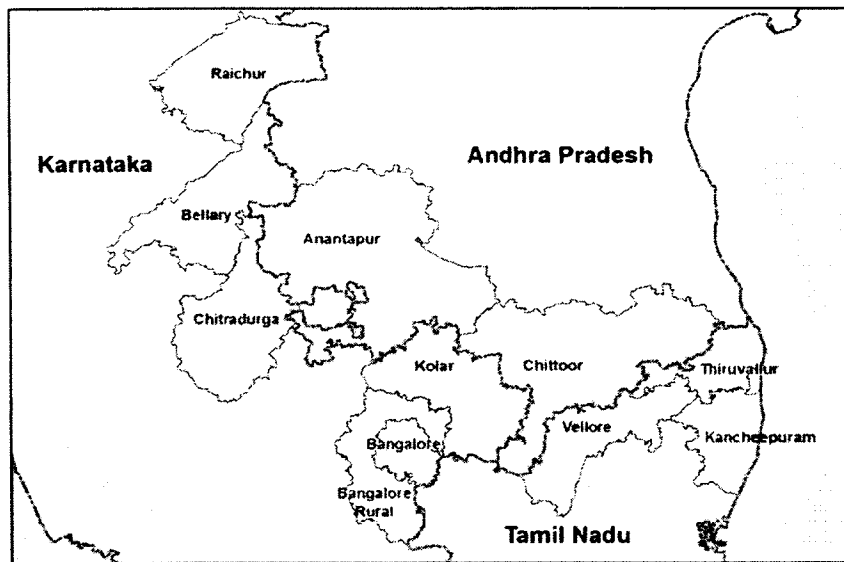 Raichur
Karnataka
Andhra Pradesh
Bellary
Anantapur
Chitradurga
Kolar
Chittoor
Thiruvallur
Vellore
Bangalore
Kancheepuram
Bangalore
Rural
Tamil Nadu